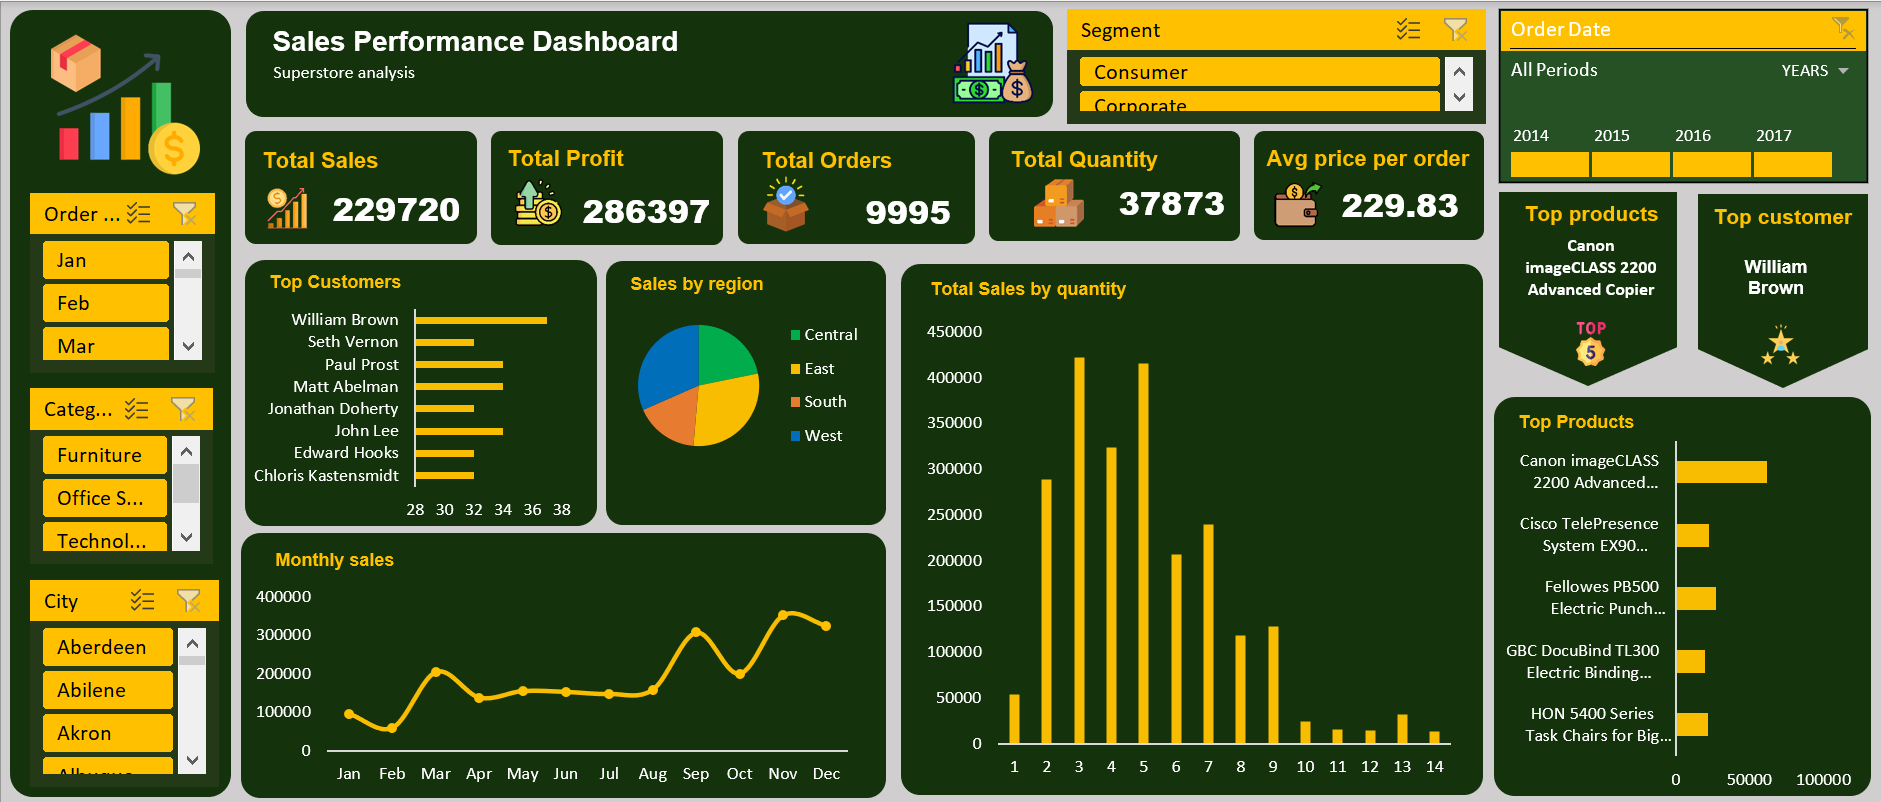 Sales Performance Dashboard
Superstore analysis
Segment
Consumer
Corporate
Order Date
All Periods
YEARS
2014 2015 2016 2017
Order ...
Jan
Feb
Mar
Categ...
Furniture
Office S...
Technol...
City
Aberdeen
Abilene
Akron
Total Sales
229720
Total Profit
286397
Total Orders
9995
Total Quantity
37873
Avg price per order
229.83
Top products
Canon
imageCLASS 2200
Advanced Copier
TOP
5
Top customer
William
Brown
Top Customers
William Brown
Seth Vernon
Paul Prost
Matt Abelman
Jonathan Doherty
John Lee
Edward Hooks
Chloris Kastensmidt
28 30 32 34 36 38
Sales by region
Central
East
South
West
Total Sales by quantity
450000
400000
350000
300000
250000
200000
150000
100000
50000
0
1 2 3 4 5 6 7 8 9 10 11 12 13 14
Monthly sales
400000
300000
200000
100000
0
Jan Feb Mar Apr May Jun Jul Aug Sep Oct Nov Dec
Top Products
Canon imageCLASS
2200 Advanced...
Cisco TelePresence
System EX90...
Fellowes PB500
Electric Punch...
GBC DocuBind TL300
Electric Binding...
HON 5400 Series
Task Chairs for Big...
0 50000 100000